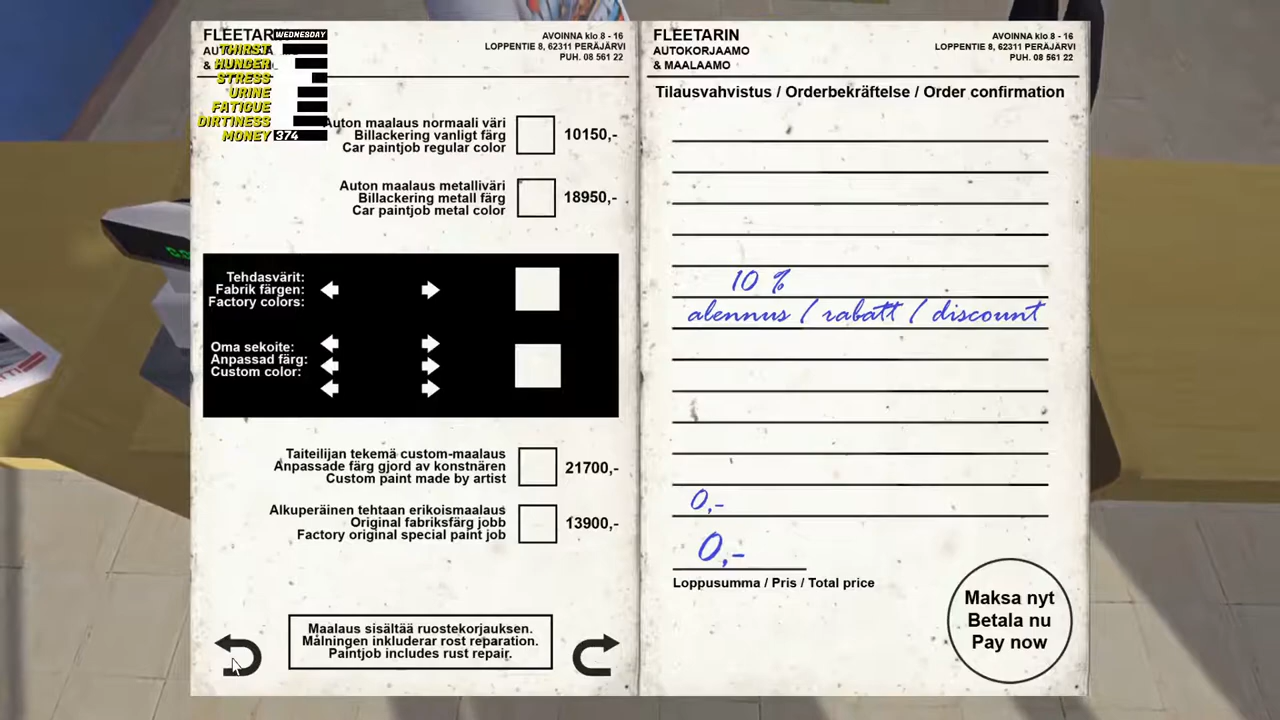 FLEETAR
WEDNESDAY
AU
THIRST
&
HUNGER
STRESS
URINE
FATIGUE
DIRTINESS
MONEY 374
AVOINNA klo 8 - 16
LOPPENTIE 8, 62311 PERÄJÄRVI
PUH. 08 561 22
Auton maalaus normaali väri
Billackering vanligt färg
Car paintjob regular color
10150,-
Auton maalaus metalliväri
Billackering metall färg
Car paintjob metal color
18950,-
Tehdasvärit:
Fabrik färgen:
Factory colors:
Oma sekoite:
Anpassad färg:
Custom color:
Taiteilijan tekemä custom-maalaus
Anpassade färg gjord av konstnären
Custom paint made by artist
21700,-
Alkuperäinen tehtaan erikoismaalaus
Original fabriksfärg jobb
Factory original special paint job
13900,-
Maalaus sisältää ruostekorjauksen.
Målningen inkluderar rost reparation.
Paintjob includes rust repair.
FLEETARIN
AUTOKORJAAMO
& MAALAAMO
AVOINNA klo 8 - 16
LOPPENTIE 8, 62311 PERÄJÄRVI
PUH. 08 561 22
Tilausvahvistus / Orderbekräftelse / Order confirmation
10 %
alennus / rabatt / discount
0,-
0,-
Loppusumma / Pris / Total price
Maksa nyt
Betala nu
Pay now